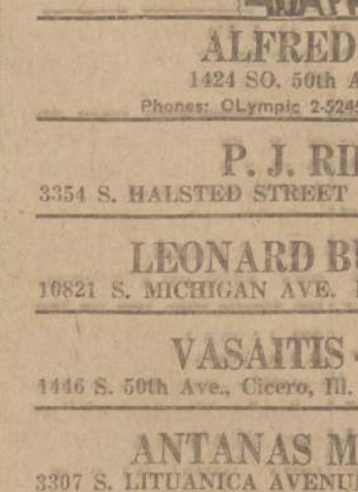 ALFRED
1424 SO. 50th A
Phones: OLympic 2-524
P. J. RI
3354 S. HALSTED STREET
LEONARD B
10821 S. MICHIGAN AVE.
VASAITIS
1446 S. 50th Ave., Cicero, Ill.
ANTANAS M
3307 S. LITUANICA AVENU